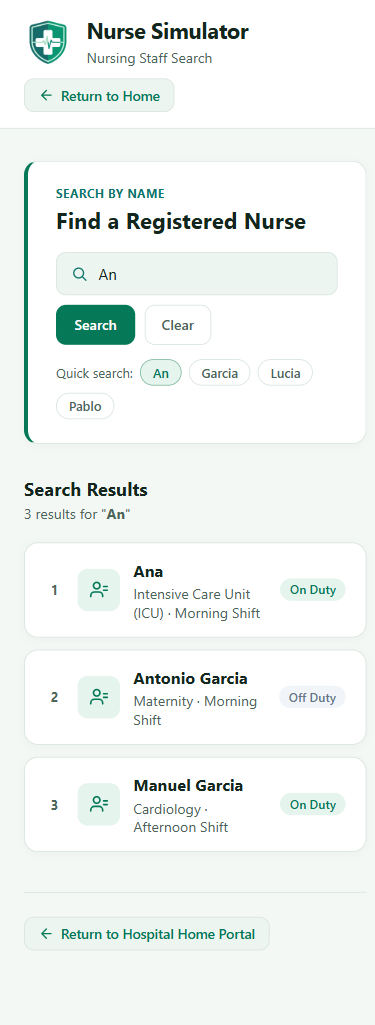 Nurse Simulator
Nursing Staff Search
← Return to Home
SEARCH BY NAME
Find a Registered Nurse
An
Search Clear
Quick search: An Garcia Lucia
Pablo
Search Results
3 results for "An"
1
Ana
Intensive Care Unit
(ICU) · Morning Shift
On Duty
2
Antonio Garcia
Maternity · Morning
Shift
Off Duty
3
Manuel Garcia
Cardiology ·
Afternoon Shift
On Duty
← Return to Hospital Home Portal